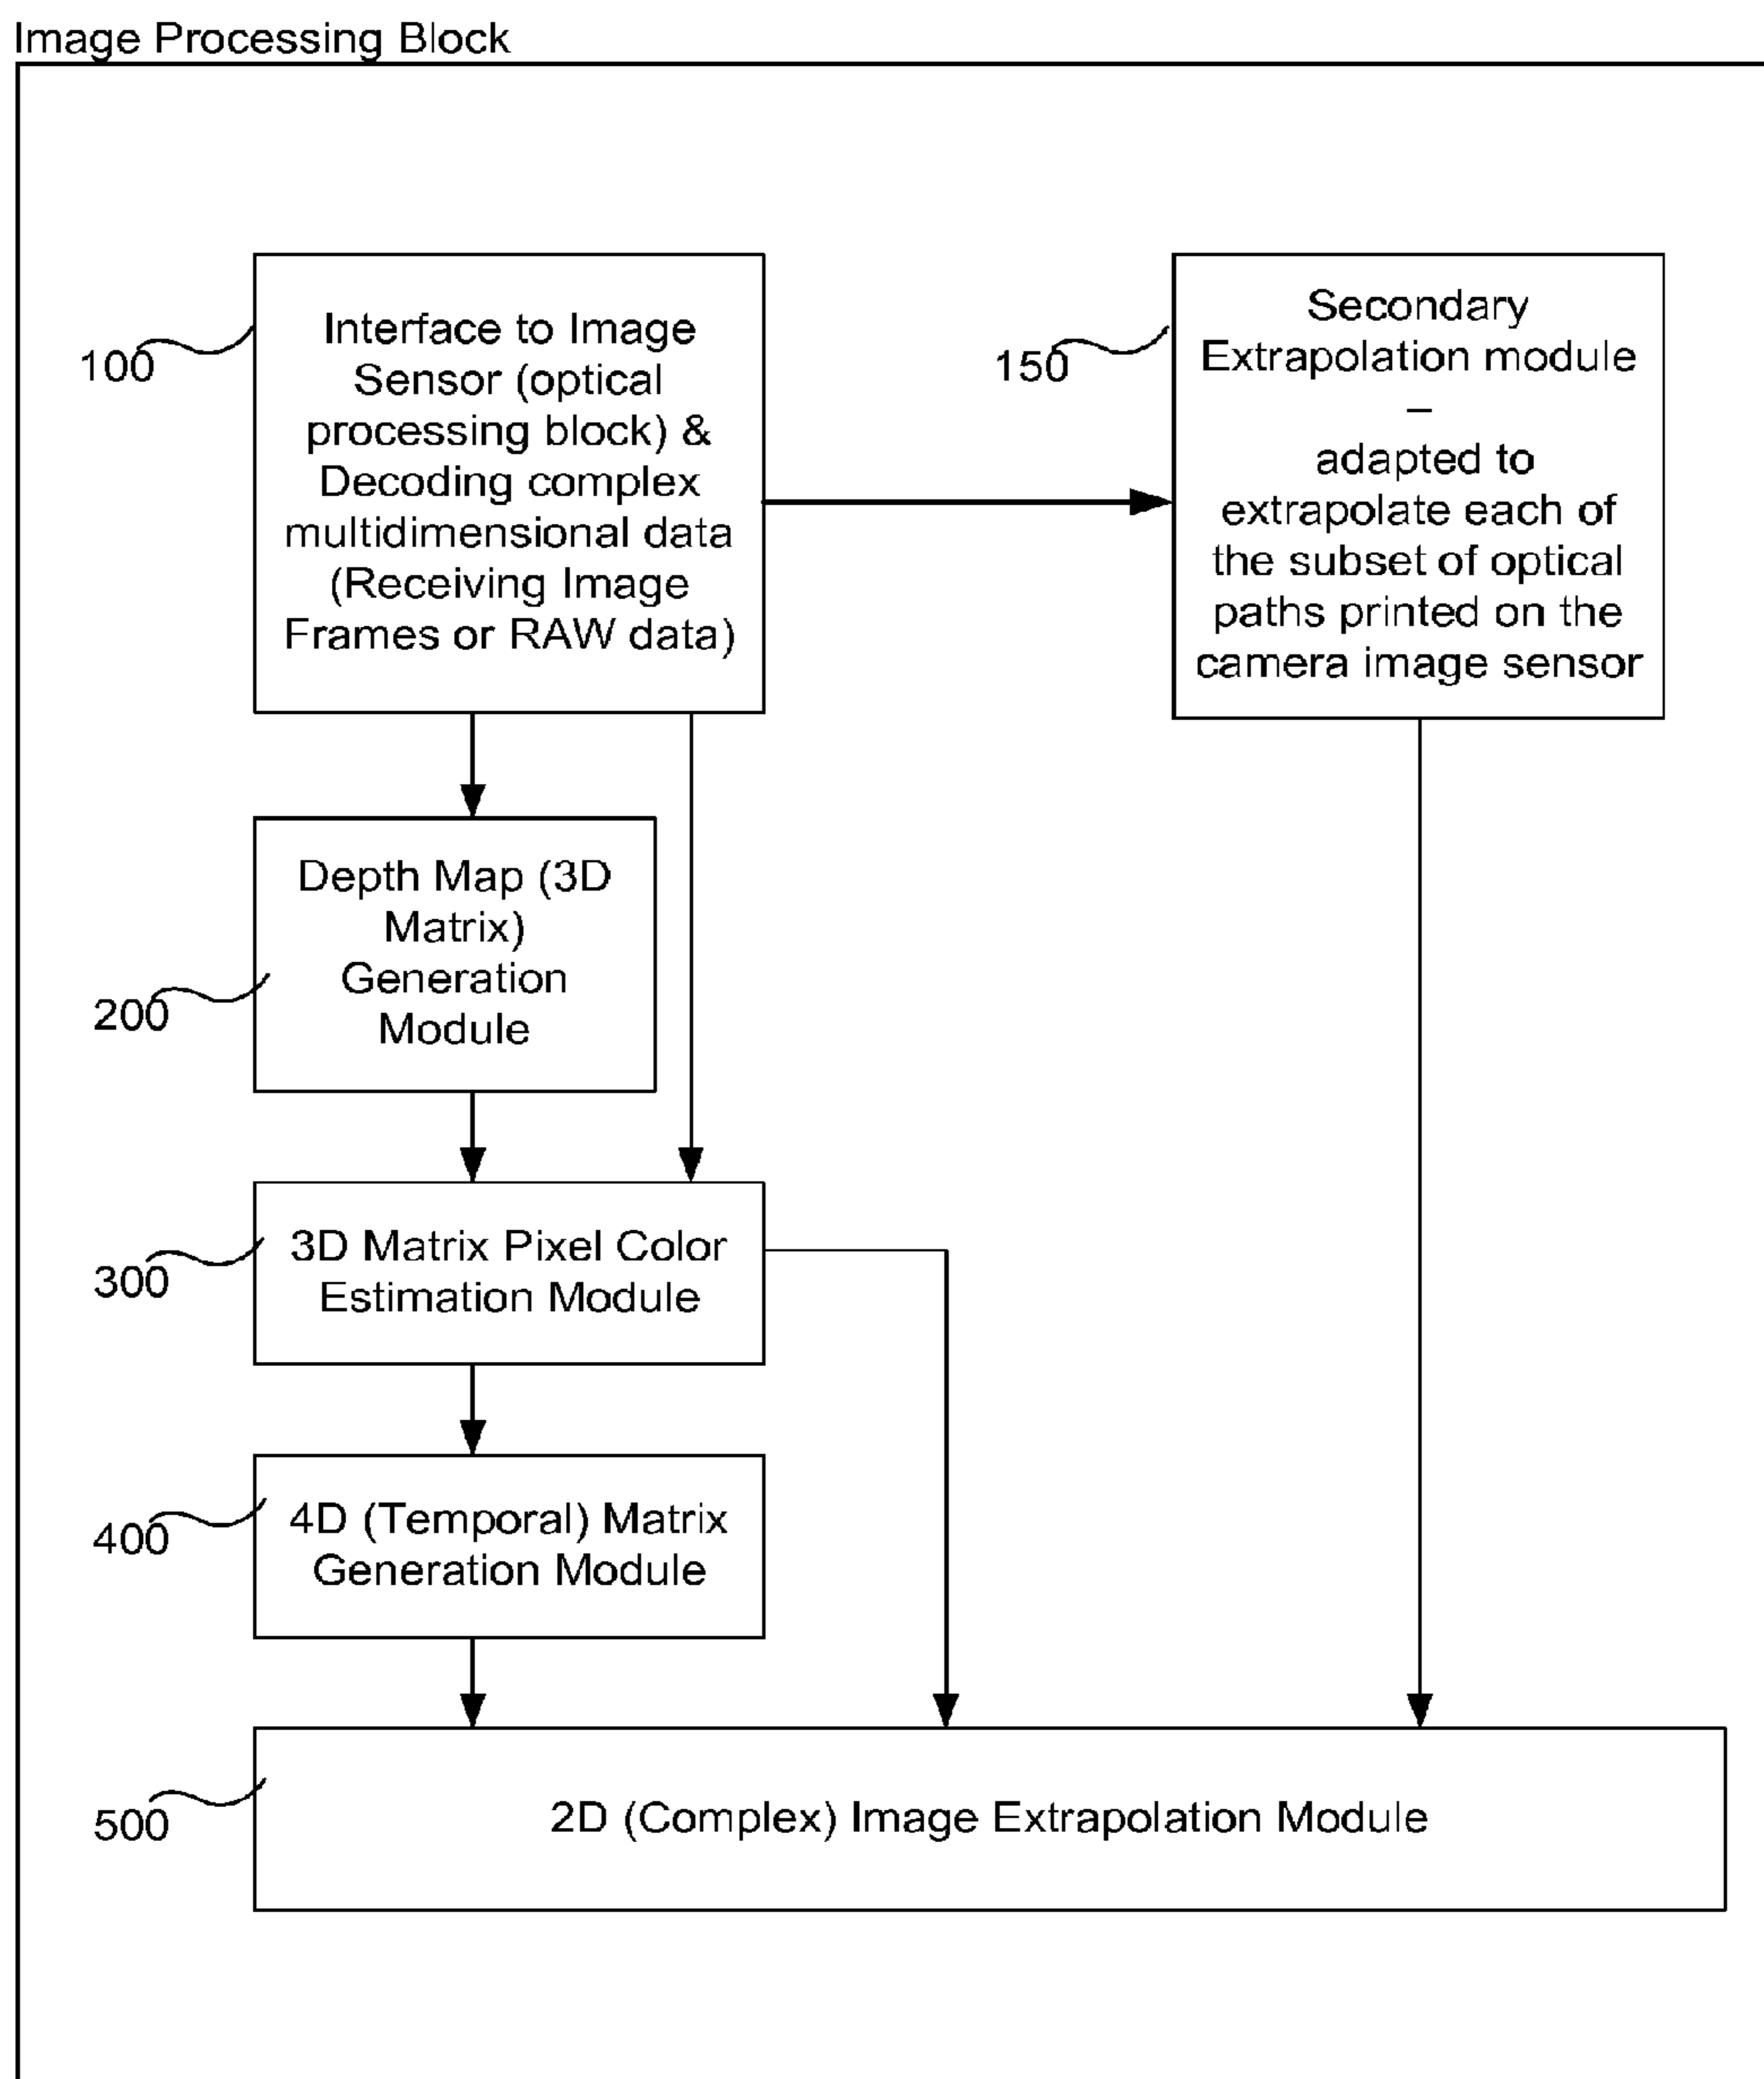 Image Processing Block
100
Interface to Image
Sensor (optical
processing block) &
Decoding complex
multidimensional data
(Receiving Image
Frames or RAW data)
150
Secondary
Extrapolation module
–
adapted to
extrapolate each of
the subset of optical
paths printed on the
camera image sensor
200
Depth Map (3D
Matrix)
Generation
Module
300
3D Matrix Pixel Color
Estimation Module
400
4D (Temporal) Matrix
Generation Module
500
2D (Complex) Image Extrapolation Module